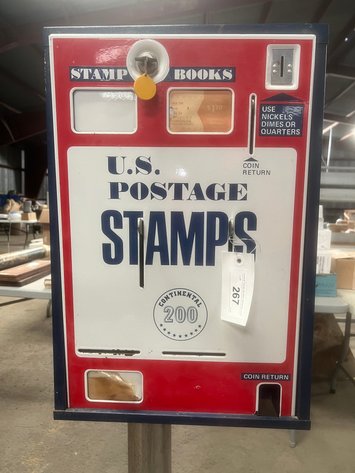 STAMP BOOKS
USE
NICKELS
DIMES OR
QUARTERS
COIN
RETURN
U.S.
POSTAGE
STAMPS
267
CONTINENTAL
200
COIN RETURN